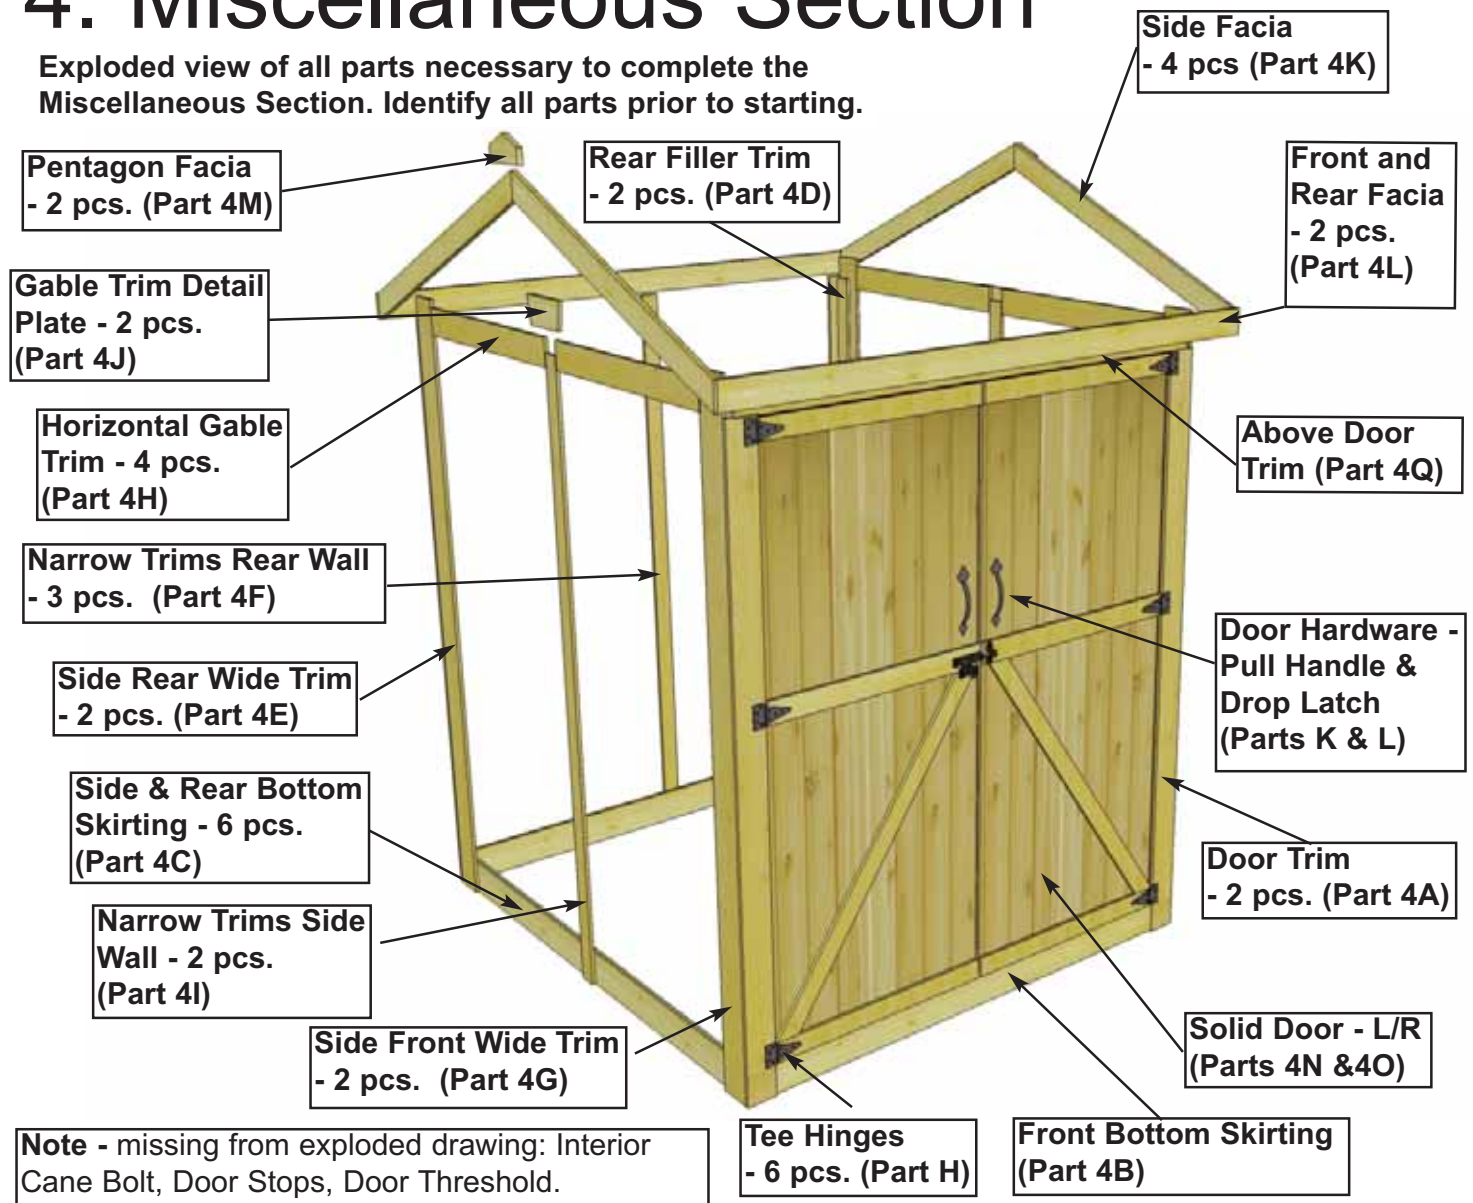 4. Miscellaneous Section
Exploded view of all parts necessary to complete the
Miscellaneous Section. Identify all parts prior to starting.
Side Facia
- 4 pcs (Part 4K)
Pentagon Facia
- 2 pcs. (Part 4M)
Rear Filler Trim
- 2 pcs. (Part 4D)
Front and
Rear Facia
- 2 pcs.
(Part 4L)
Gable Trim Detail
Plate - 2 pcs.
(Part 4J)
Horizontal Gable
Trim - 4 pcs.
(Part 4H)
Above Door
Trim (Part 4Q)
Narrow Trims Rear Wall
- 3 pcs.  (Part 4F)
Door Hardware -
Pull Handle &
Drop Latch
(Parts K & L)
Side Rear Wide Trim
- 2 pcs. (Part 4E)
Side & Rear Bottom
Skirting - 6 pcs.
(Part 4C)
Door Trim
- 2 pcs. (Part 4A)
Narrow Trims Side
Wall - 2 pcs.
(Part 4I)
Side Front Wide Trim
- 2 pcs.  (Part 4G)
Solid Door - L/R
(Parts 4N &4O)
Tee Hinges
- 6 pcs. (Part H)
Front Bottom Skirting
(Part 4B)
Note - missing from exploded drawing: Interior
Cane Bolt, Door Stops, Door Threshold.